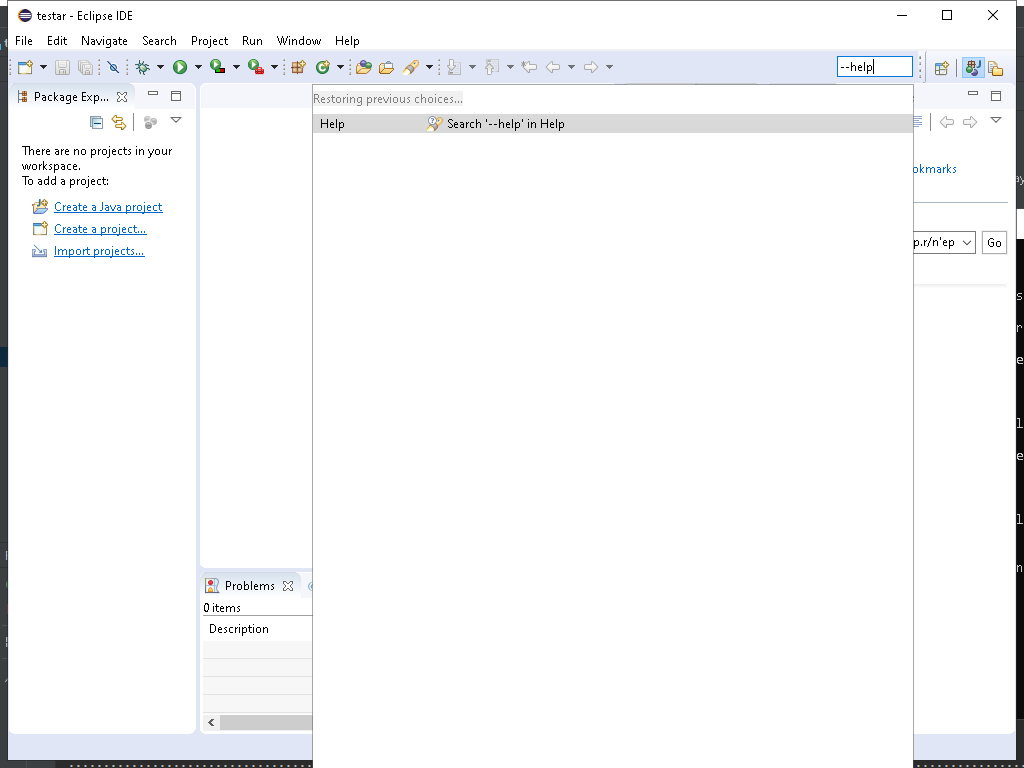 testar - Eclipse IDE
File Edit Navigate Search Project Run Window Help
--help
Package Exp...
Restoring previous choices...
Help Search '--help' in Help
There are no projects in your
workspace.
To add a project:
Create a Java project
Create a project...
Import projects...
okmarks
p.r/n'ep Go
Problems
0 items
Description